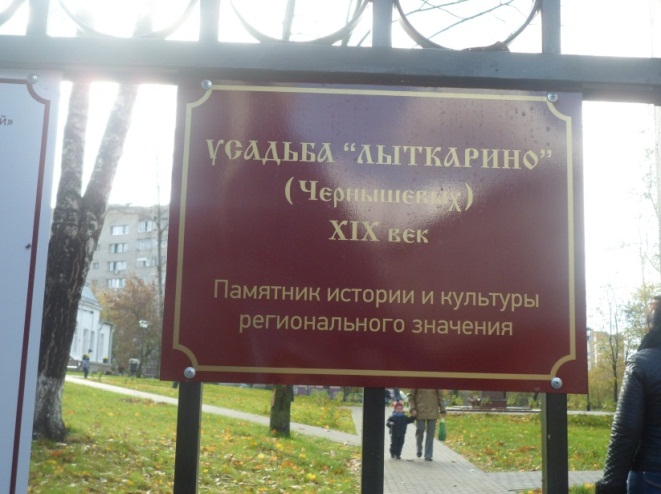 УСАДЬБА "ЛЫТКАРИНО"
(ЧЕРНЫШЕВЫХ)
XIX ВЕК
Памятник истории и культуры
регионального значения